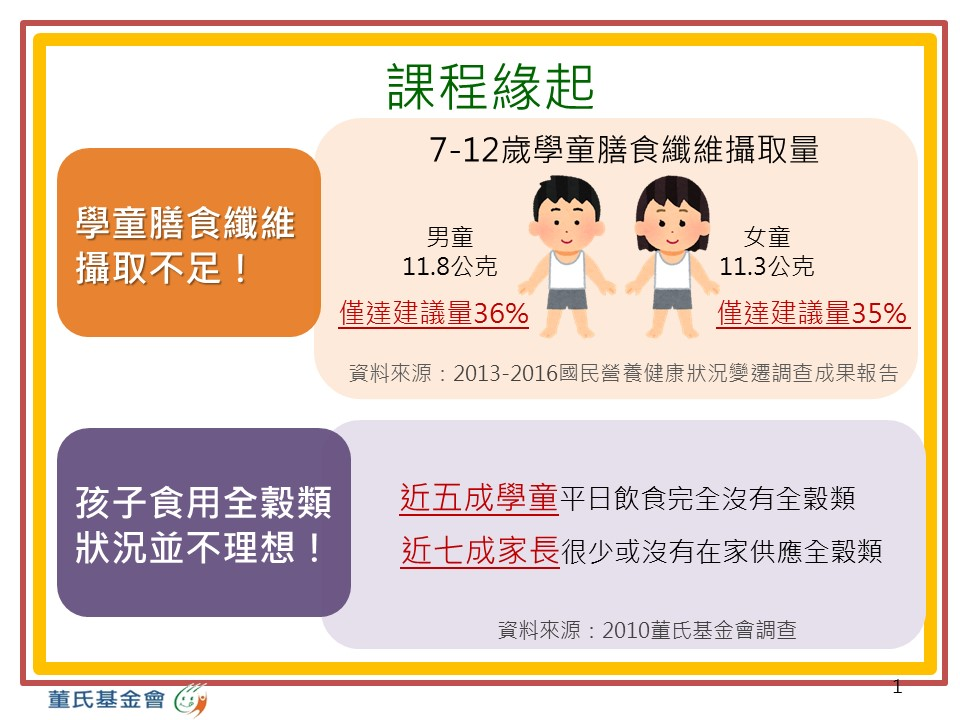 課程緣起
學童膳食纖維
攝取不足！
7-12歲學童膳食纖維攝取量
男童
11.8公克
僅達建議量36%
女童
11.3公克
僅達建議量35%
資料來源：2013-2016國民營養健康狀況變遷調查成果報告
孩子食用全穀類
狀況並不理想！
近五成學童平日飲食完全沒有全穀類
近七成家長很少或沒有在家供應全穀類
資料來源：2010董氏基金會調查
董氏基金會
1